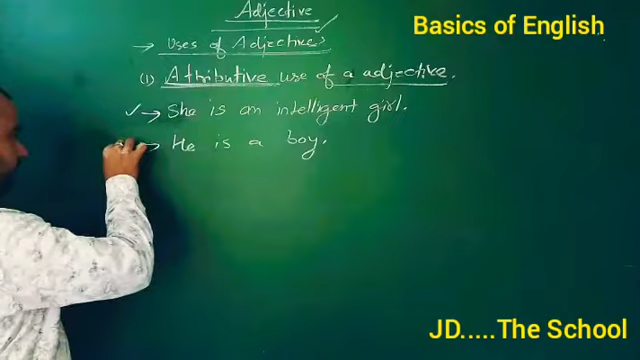 Adjective
Basics of English
→ Uses of Adjectives
(1) Attributive use of a adjective.
✓→ She is an intelligent girl.
→ He is a boy.
JD.....The School